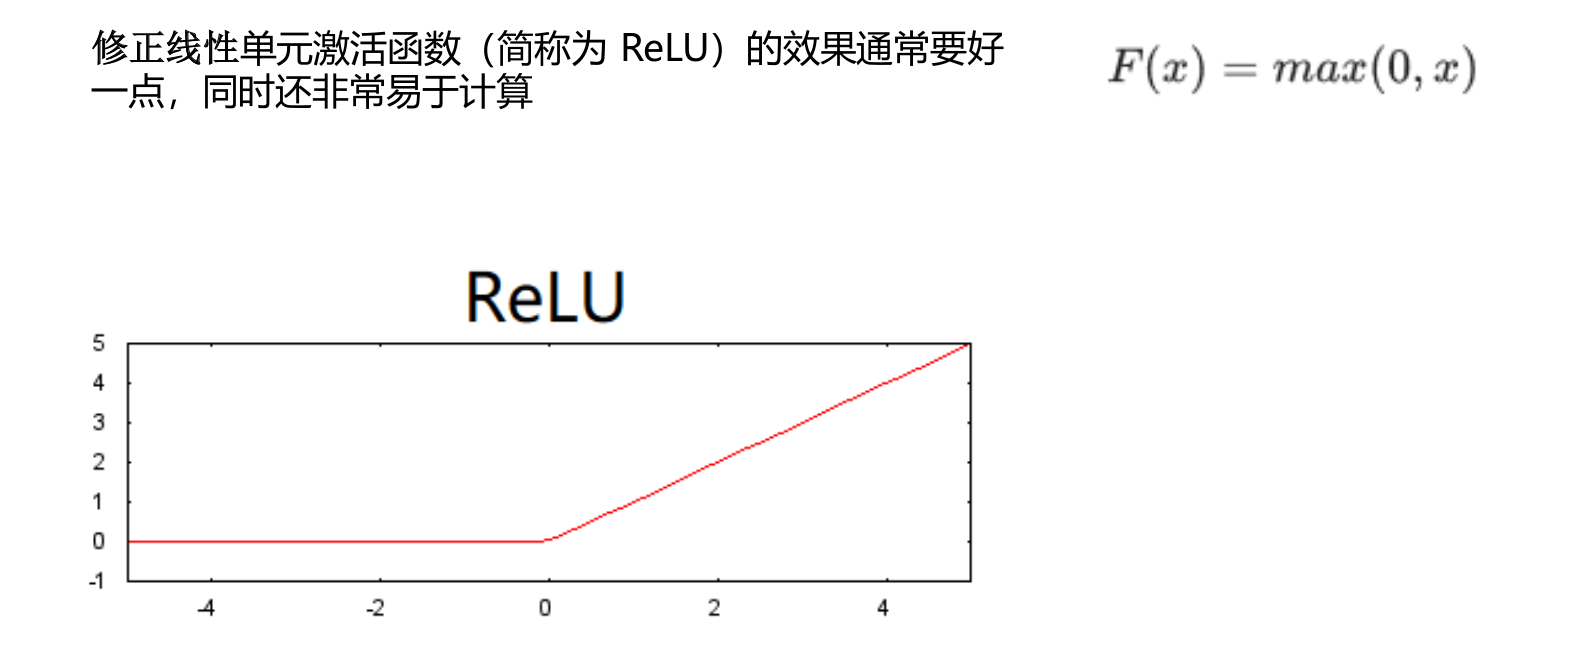 修正线性单元激活函数（简称为 ReLU）的效果通常要好
一点，同时还非常易于计算
F(x) = max(0, x)
ReLU
5
4
3
2
1
0
-1
-4 -2 0 2 4